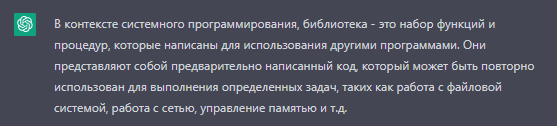 В контексте системного программирования, библиотека - это набор функций и
процедур, которые написаны для использования другими программами. Они
представляют собой предварительно написанный код, который может быть повторно
использован для выполнения определенных задач, таких как работа с файловой
системой, работа с сетью, управление памятью и т.д.